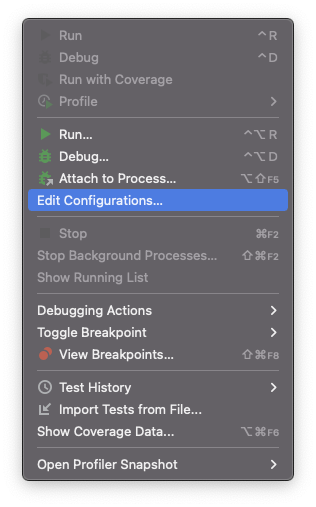 Run ⌃R
Debug ⌃D
Run with Coverage
Profile
Run... ⌃⌥R
Debug... ⌃⌥D
Attach to Process... ⌥⇧F5
Edit Configurations...
Stop ⌘F2
Stop Background Processes... ⇧⌘F2
Show Running List
Debugging Actions
Toggle Breakpoint
View Breakpoints... ⇧⌘F8
Test History
Import Tests from File...
Show Coverage Data... ⌥⌘F6
Open Profiler Snapshot